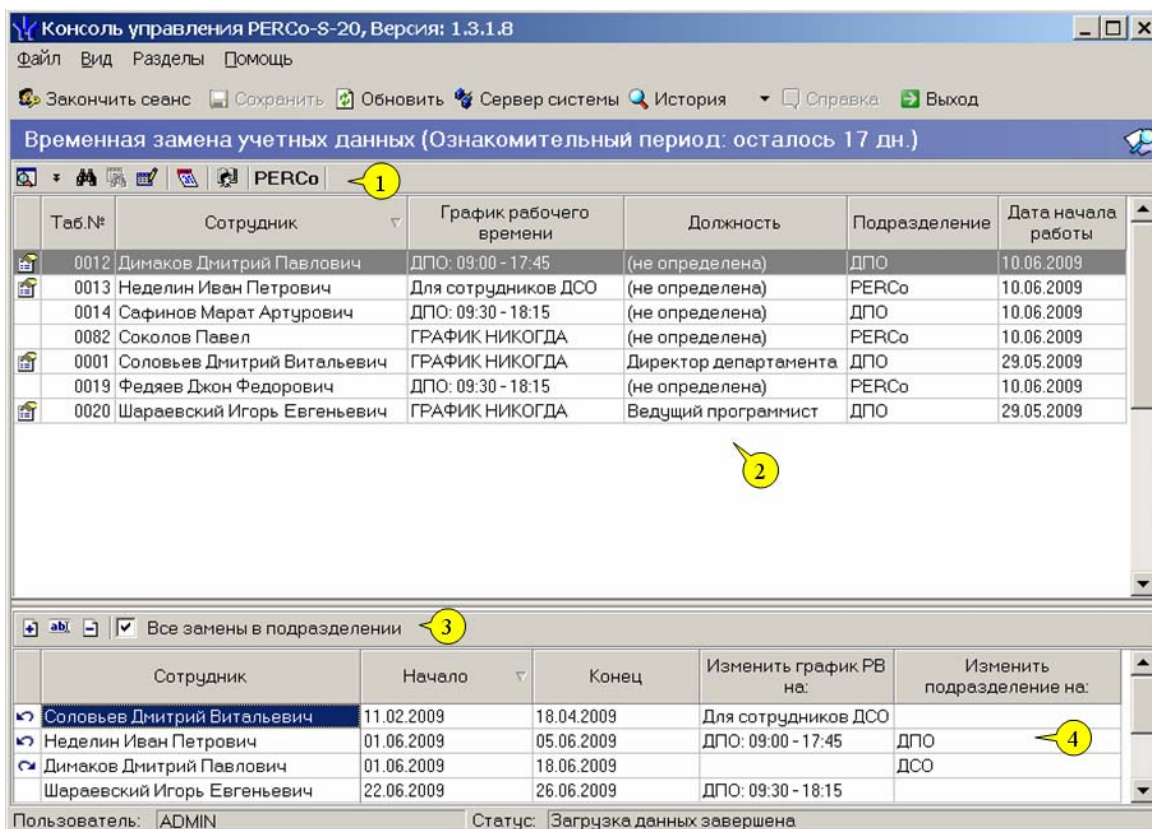 Консоль управления PERCo-S-20, Версия: 1.3.1.8
Файл Вид Разделы Помощь
Закончить сеанс Сохранить Обновить Сервер системы История Справка Выход
Временная замена учетных данных (Ознакомительный период: осталось 17 дн.)
PERCo 1
Таб.№ Сотрудник График рабочего времени Должность Подразделение Дата начала работы
0012 Димаков Дмитрий Павлович ДПО: 09:00 - 17:45 (не определена) ДПО 10.06.2009
0013 Неделин Иван Петрович Для сотрудников ДСО (не определена) PERCo 10.06.2009
0014 Сафинов Марат Артурович ДПО: 09:30 - 18:15 (не определена) ДПО 10.06.2009
0082 Соколов Павел ГРАФИК НИКОГДА (не определена) PERCo 10.06.2009
0001 Соловьев Дмитрий Витальевич ГРАФИК НИКОГДА Директор департамента ДПО 29.05.2009
0019 Федяев Джон Федорович ДПО: 09:30 - 18:15 (не определена) PERCo 10.06.2009
0020 Шараевский Игорь Евгеньевич ГРАФИК НИКОГДА Ведущий программист ДПО 29.05.2009
2
ab Все замены в подразделении 3
Сотрудник Начало Конец Изменить график РВ на: Изменить подразделение на:
Соловьев Дмитрий Витальевич 11.02.2009 18.04.2009 Для сотрудников ДСО
Неделин Иван Петрович 01.06.2009 05.06.2009 ДПО: 09:00 - 17:45 ДПО 4
Димаков Дмитрий Павлович 01.06.2009 18.06.2009 ДСО
Шараевский Игорь Евгеньевич 22.06.2009 26.06.2009 ДПО: 09:30 - 18:15
Пользователь: ADMIN Статус: Загрузка данных завершена